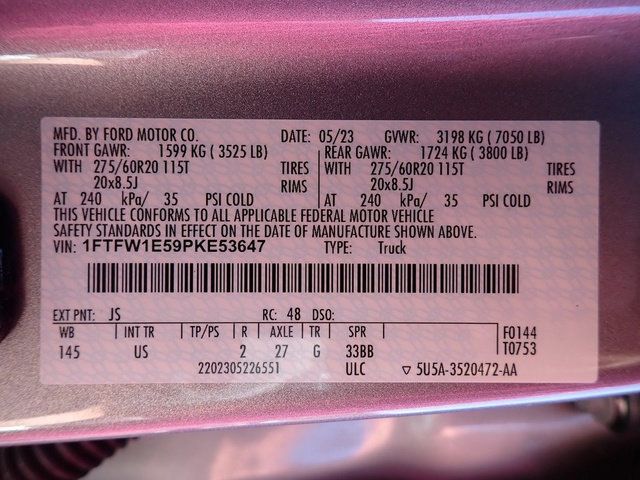 MFD. BY FORD MOTOR CO. DATE: 05/23 GVWR: 3198 KG ( 7050 LB)
FRONT GAWR: 1599 KG ( 3525 LB) REAR GAWR: 1724 KG ( 3800 LB)
WITH 275/60R20 115T TIRES WITH 275/60R20 115T TIRES
20x8.5J RIMS 20x8.5J RIMS
AT 240 kPa/ 35 PSI COLD AT 240 kPa/ 35 PSI COLD
THIS VEHICLE CONFORMS TO ALL APPLICABLE FEDERAL MOTOR VEHICLE
SAFETY STANDARDS IN EFFECT ON THE DATE OF MANUFACTURE SHOWN ABOVE.
VIN: 1FTFW1E59PKE53647 TYPE: Truck
EXT PNT: JS RC: 48 DSO:
WB INT TR TP/PS R AXLE TR SPR F0144
145 US 2 27 G 33BB T0753
2202305226551 ULC ▽ 5U5A-3520472-AA